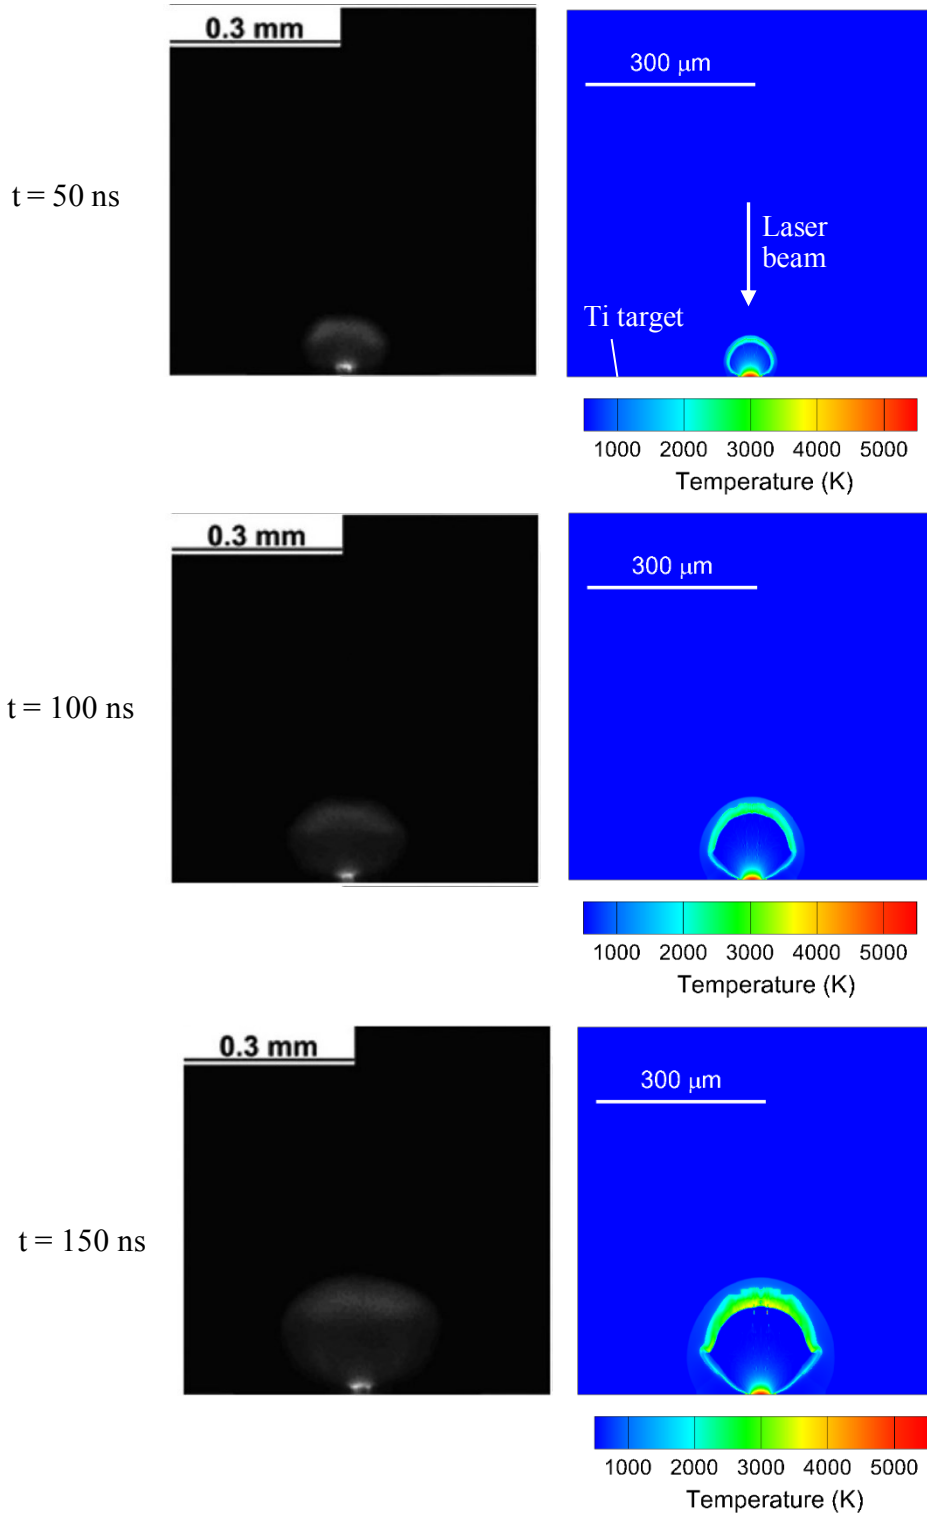 0.3 mm
300 μm
t = 50 ns
Laser
beam
Ti target
1000 2000 3000 4000 5000
Temperature (K)
0.3 mm
300 μm
t = 100 ns
1000 2000 3000 4000 5000
Temperature (K)
0.3 mm
300 μm
t = 150 ns
1000 2000 3000 4000 5000
Temperature (K)